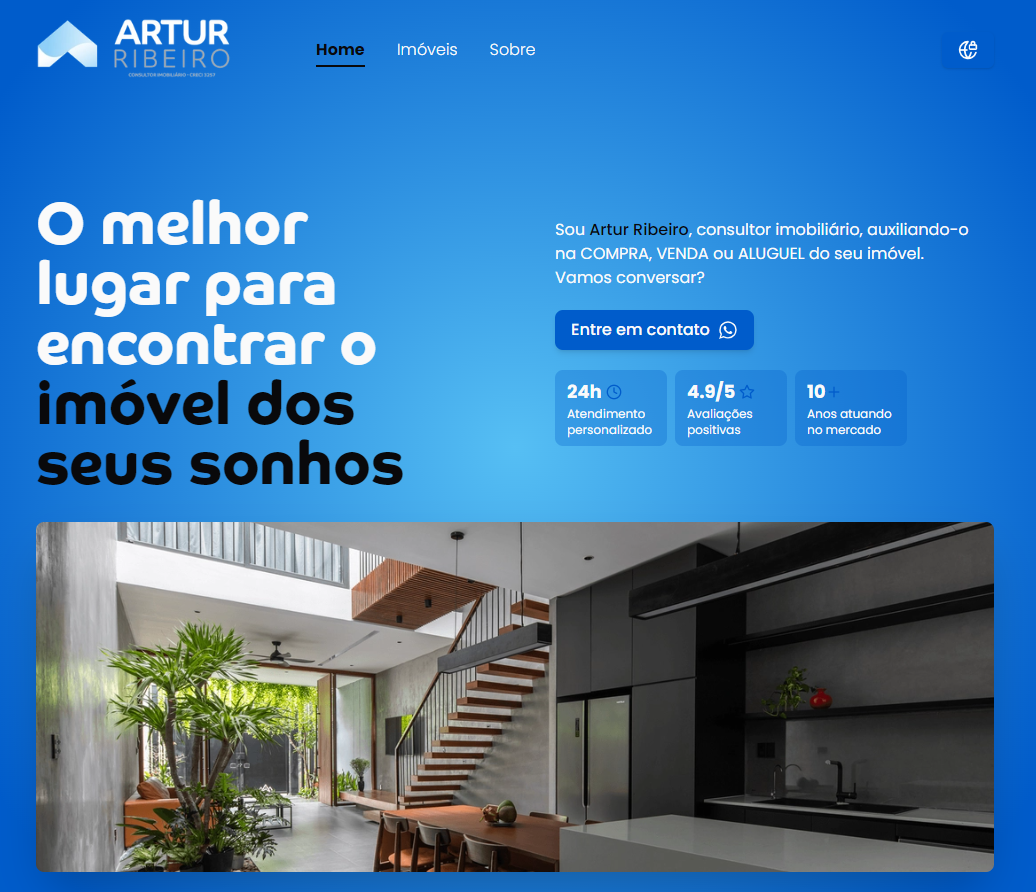 ARTUR
RIBEIRO
CONSULTOR IMOBILIÁRIO - CRECI 3257
Home
Imóveis
Sobre
O melhor
lugar para
encontrar o
imóvel dos
seus sonhos
Sou Artur Ribeiro, consultor imobiliário, auxiliando-o
na COMPRA, VENDA ou ALUGUEL do seu imóvel.
Vamos conversar?
Entre em contato
24h
Atendimento
personalizado
4.9/5
Avaliações
positivas
10+
Anos atuando
no mercado